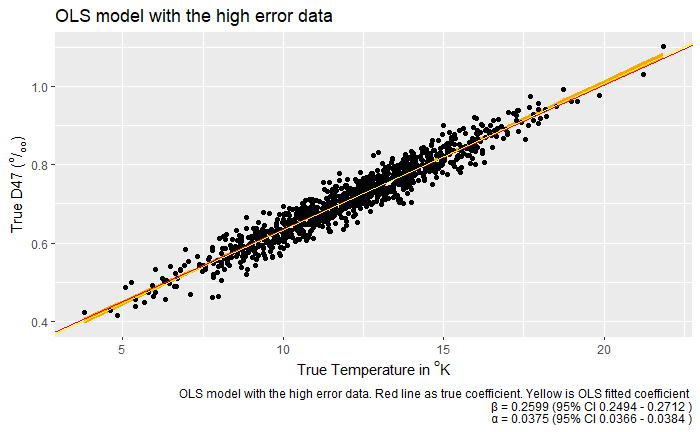 OLS model with the high error data
True D47 (º/ₒₒ)
1.0
0.8
0.6
0.4
5
10
15
20
True Temperature in ºK
OLS model with the high error data. Red line as true coefficient. Yellow is OLS fitted coefficient
β = 0.2599 (95% CI 0.2494 - 0.2712 )
α = 0.0375 (95% CI 0.0366 - 0.0384 )